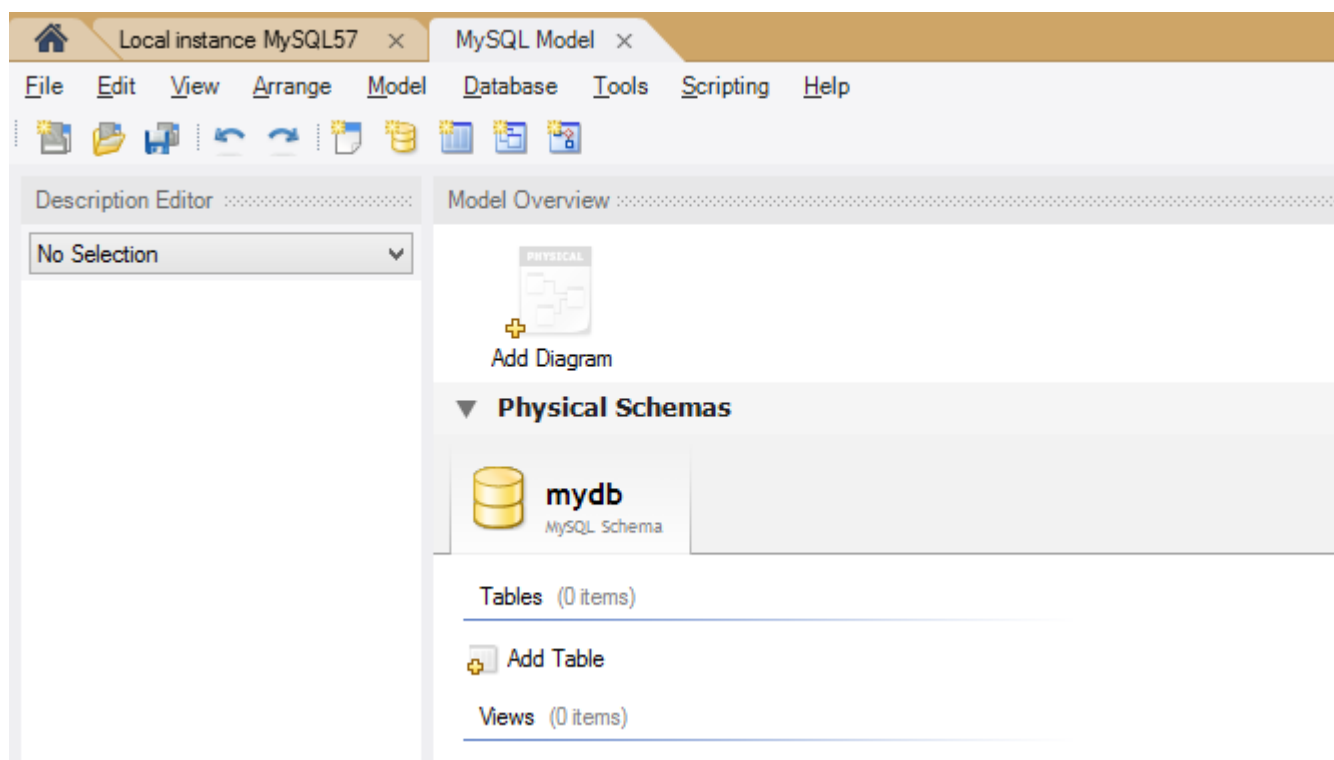 Local instance MySQL57 × MySQL Model ×
File Edit View Arrange Model Database Tools Scripting Help
Description Editor
No Selection
Model Overview
PHYSICAL
Add Diagram
Physical Schemas
mydb
MySQL Schema
Tables (0 items)
Add Table
Views (0 items)